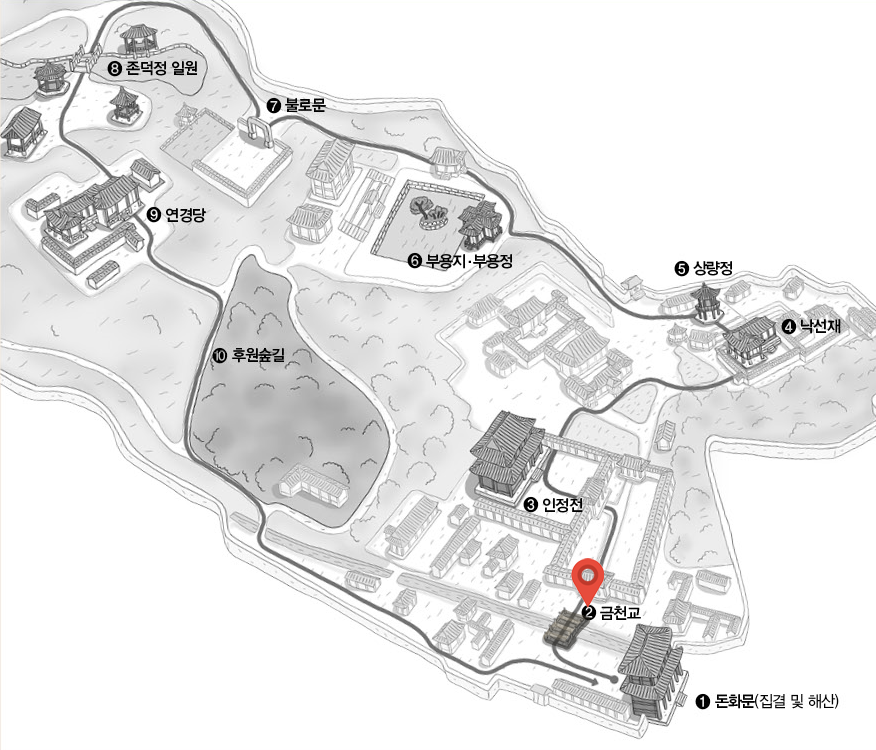 ❽ 존덕정 일원
❼ 불로문
❾ 연경당
❻ 부용지·부용정
❺ 상량정
❹ 낙선재
❿ 후원숲길
❸ 인정전
❷ 금천교
❶ 돈화문(집결 및 해산)